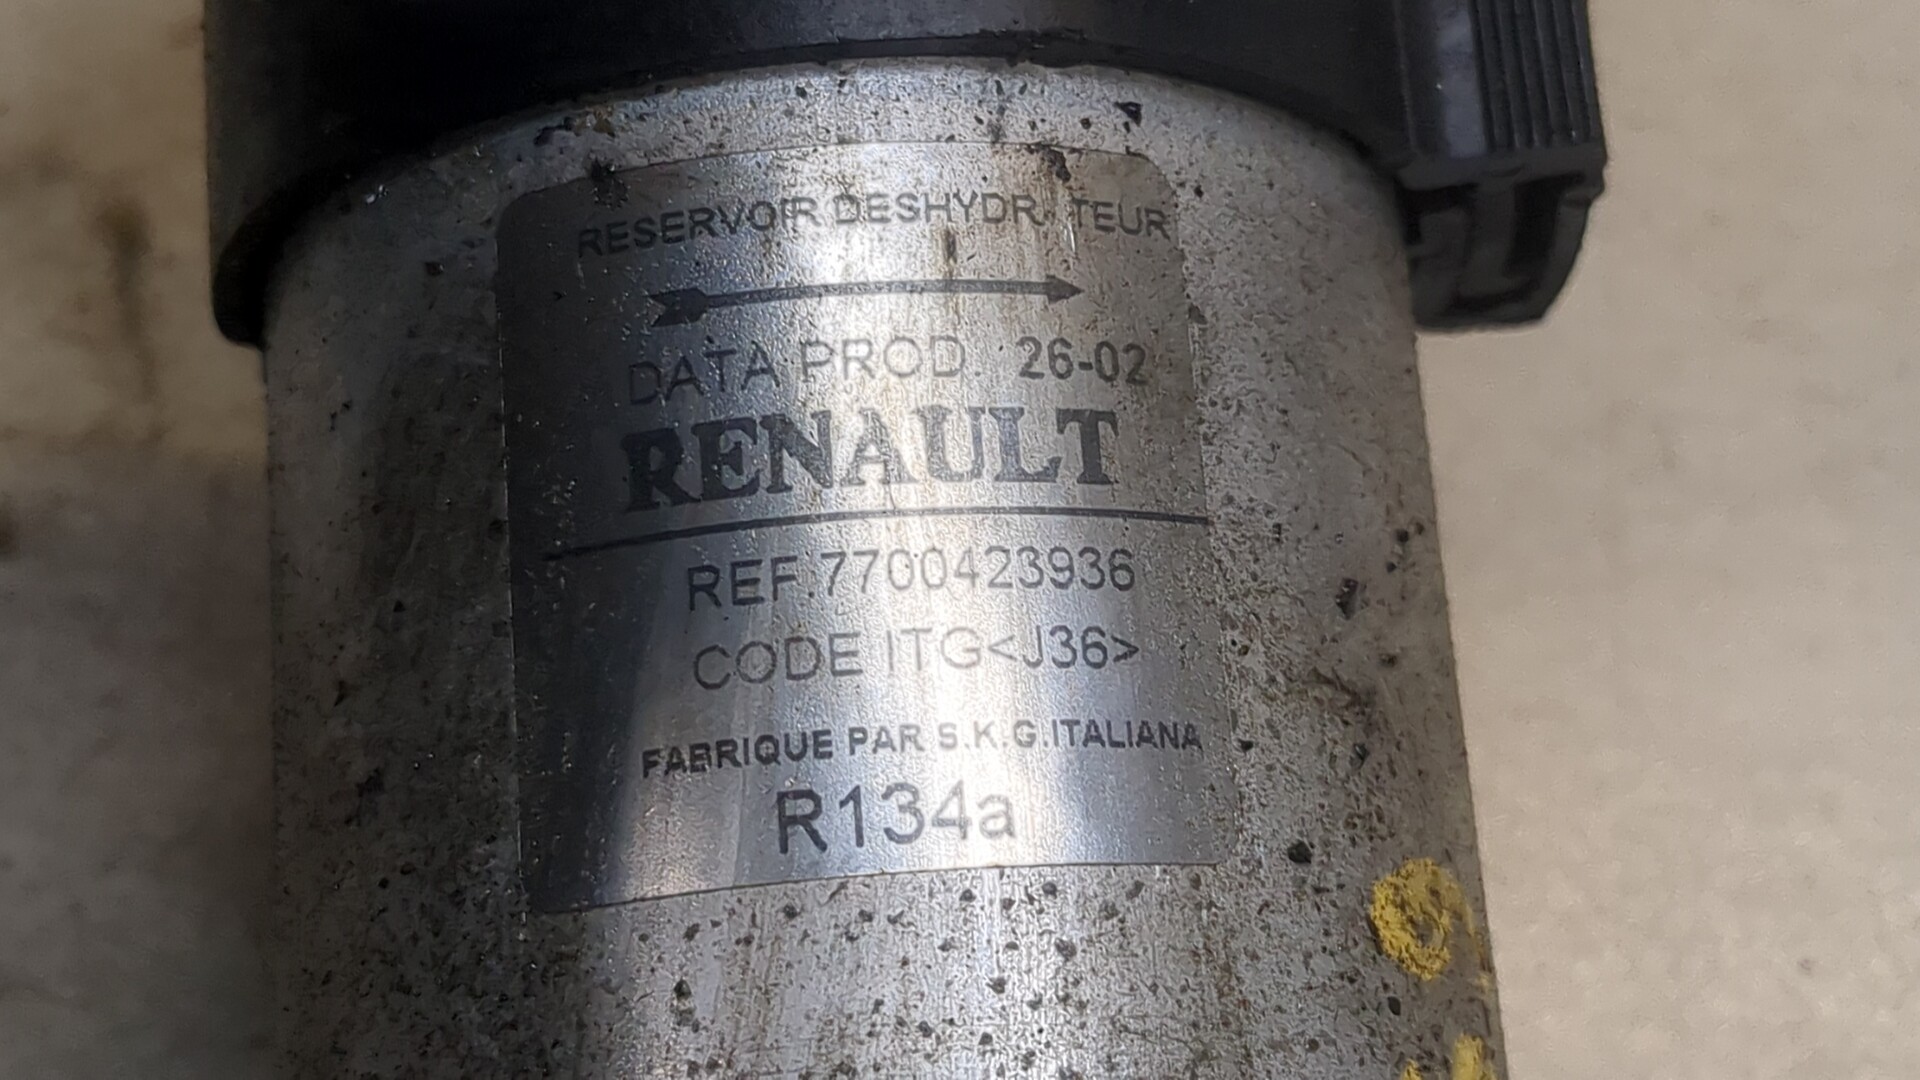 RESERVOIR DESHYDR TEUR
DATA PROD. 26-02
RENAULT
REF.7700423936
CODE ITG<J36>
FABRIQUE PAR S.K.G.ITALIANA
R134a